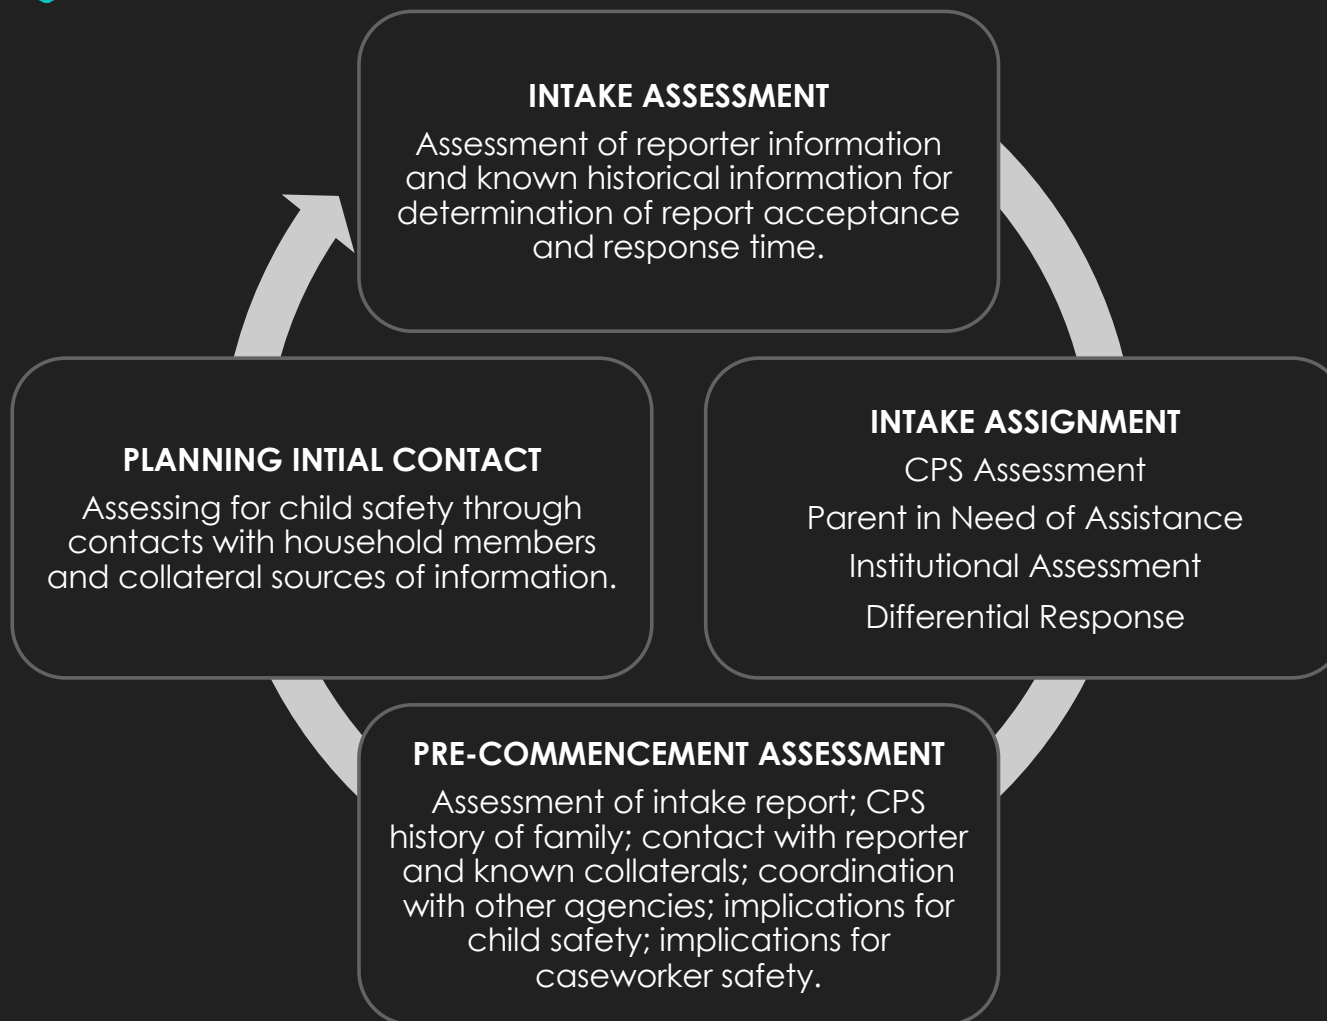 INTAKE ASSESSMENT
Assessment of reporter information
and known historical information for
determination of report acceptance
and response time.
INTAKE ASSIGNMENT
CPS Assessment
Parent in Need of Assistance
Institutional Assessment
Differential Response
PRE-COMMENCEMENT ASSESSMENT
Assessment of intake report; CPS
history of family; contact with reporter
and known collaterals; coordination
with other agencies; implications for
child safety; implications for
caseworker safety.
PLANNING INTIAL CONTACT
Assessing for child safety through
contacts with household members
and collateral sources of information.